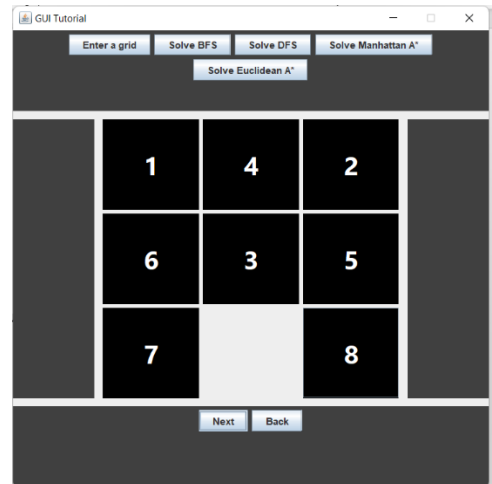 GUI Tutorial
Enter a grid Solve BFS Solve DFS Solve Manhattan A*
Solve Euclidean A*
1 4 2
6 3 5
7 8
Next Back